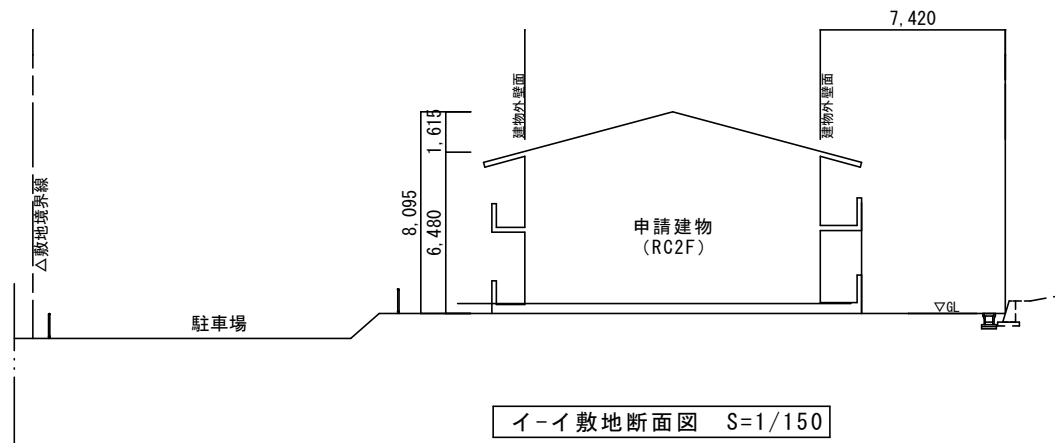 7,420
建物外壁面
建物外壁面
1,615
8,095
6,480
△敷地境界線
申請建物
(RC2F)
駐車場
▽GL
イ-イ敷地断面図 S=1/150